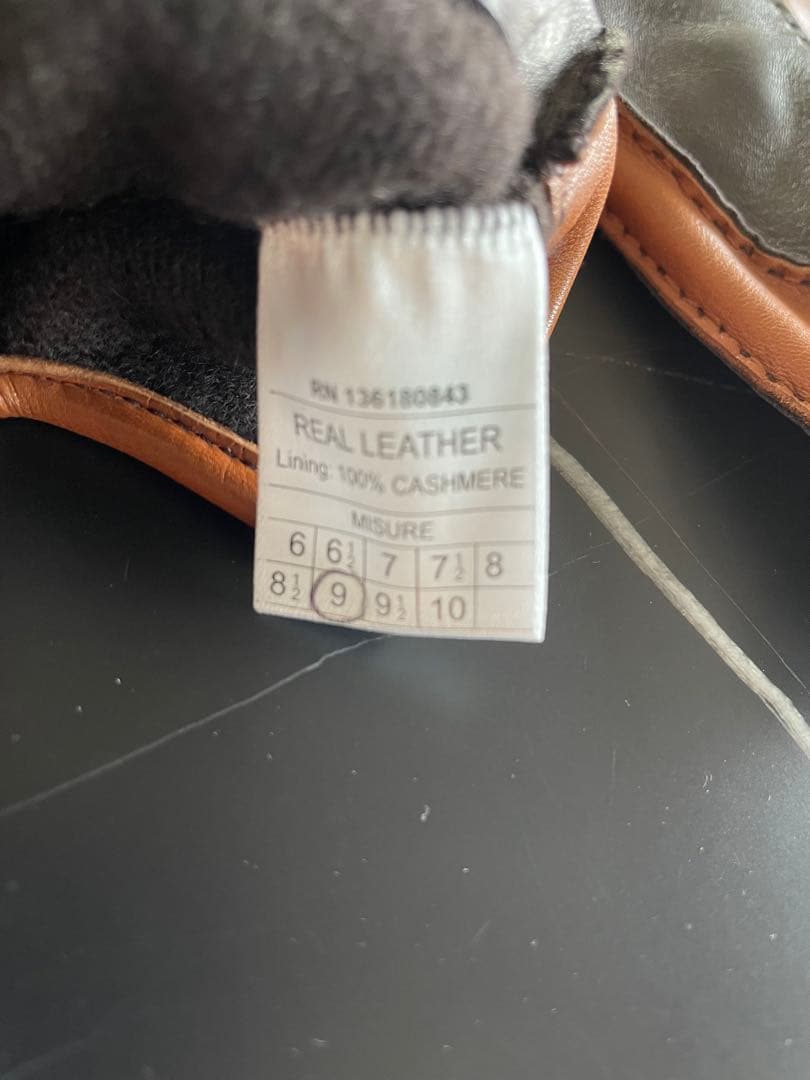 RN 136180843
REAL LEATHER
Lining: 100% CASHMERE
MISURE
6 6½ 7 7½ 8
8½ 9 9½ 10